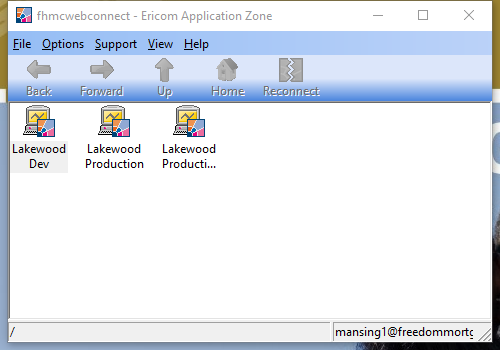 fhmcwebconnect - Ericom Application Zone
File Options Support View Help
Back Forward Up Home Reconnect
Lakewood Dev
Lakewood Production
Lakewood Producti...
/
mansing1@freedommortg